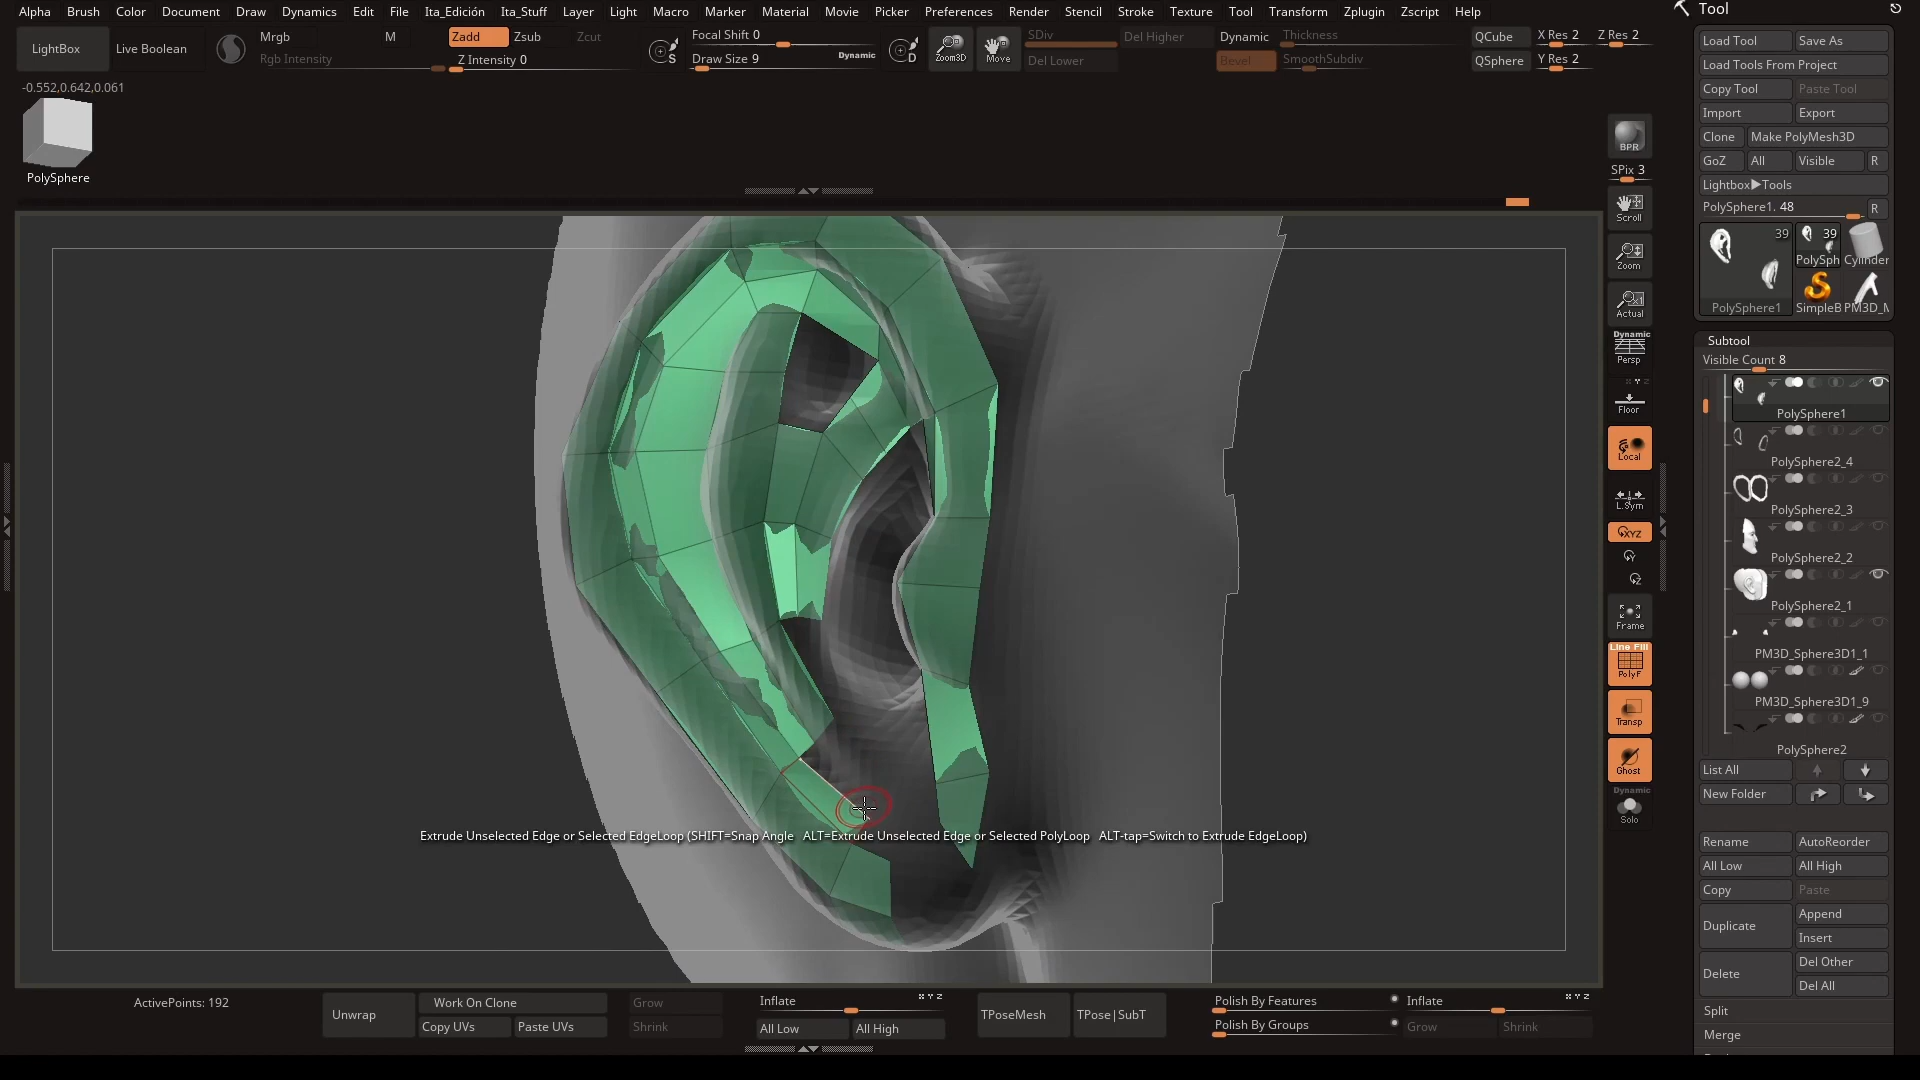 Alpha Brush Color Document Draw Dynamics Edit File Ita_Edición Ita_Stuff Layer Light Macro Marker Material Movie Picker Preferences Render Stencil Stroke Texture Tool Transform Zplugin Zscript Help
Tool
LightBox
Live Boolean
Mrgb M Zadd Zsub Zcut
Rgb Intensity Z Intensity 0
S
Focal Shift 0
Draw Size 9 Dynamic
D
Zoom3D
Move
SDiv Del Higher
Del Lower
Dynamic Thickness
Bevel SmoothSubdiv
QCube
QSphere
X Res 2 Z Res 2
Y Res 2
-0.552,0.642,0.061
PolySphere
BPR
SPix 3
Scroll
Zoom
Actual
Dynamic
Persp
Floor
Local
L.Sym
XYZ
Y
Z
Frame
Line Fill
PolyF
Transp
Ghost
Dynamic
Solo
Load Tool Save As
Load Tools From Project
Copy Tool Paste Tool
Import Export
Clone Make PolyMesh3D
GoZ All Visible R
Lightbox▶Tools
PolySphere1. 48 R
39
39
PolySph
Cylinder
PolySphere1
SimpleB
Subtool
Visible Count 8
PolySphere1
PolySphere2_4
PolySphere2_3
PolySphere2_2
PolySphere2_1
PM3D_Sphere3D1_1
PM3D_Sphere3D1_9
PolySphere2
List All
New Folder
Rename AutoReorder
All Low All High
Copy Paste
Duplicate
Append
Insert
Delete
Del Other
Del All
Split
Merge
Extrude Unselected Edge or Selected EdgeLoop (SHIFT=Snap Angle ALT=Extrude Unselected Edge or Selected PolyLoop ALT-tap=Switch to Extrude EdgeLoop)
ActivePoints: 192
Unwrap
Work On Clone
Copy UVs Paste UVs
Grow
Shrink
Inflate X Y Z
All Low All High
TPoseMesh
TPose|SubT
Polish By Features
Polish By Groups
Inflate X Y Z
Grow Shrink